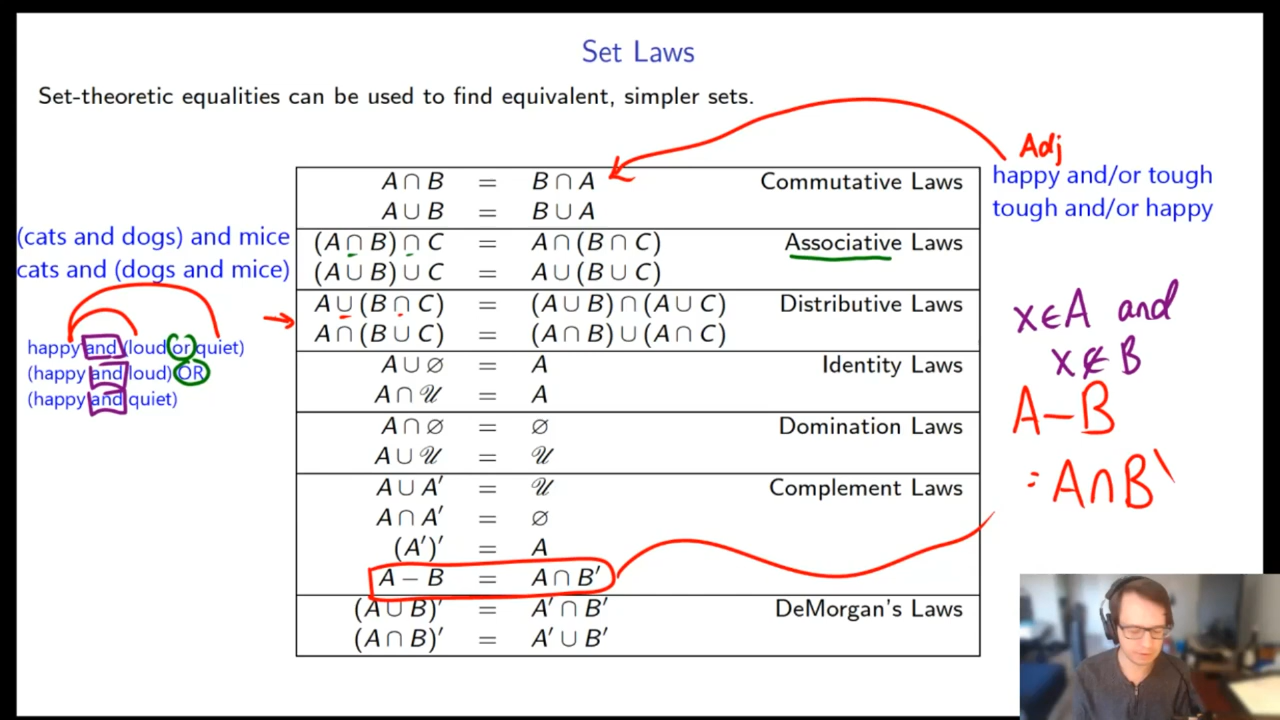 Set Laws
Set-theoretic equalities can be used to find equivalent, simpler sets.
Adj
happy and/or tough
tough and/or happy
A ∩ B = B ∩ A Commutative Laws
A ∪ B = B ∪ A
(cats and dogs) and mice
cats and (dogs and mice)
(A ∩ B) ∩ C = A ∩ (B ∩ C) Associative Laws
(A ∪ B) ∪ C = A ∪ (B ∪ C)
A ∪ (B ∩ C) = (A ∪ B) ∩ (A ∪ C) Distributive Laws
A ∩ (B ∪ C) = (A ∩ B) ∪ (A ∩ C)
happy and (loud or quiet)
(happy and loud) OR
(happy and quiet)
A ∪ ∅ = A Identity Laws
A ∩ 𝒰 = A
A ∩ ∅ = ∅ Domination Laws
A ∪ 𝒰 = 𝒰
A ∪ A′ = 𝒰 Complement Laws
A ∩ A′ = ∅
(A′)′ = A
A − B = A ∩ B′
(A ∪ B)′ = A′ ∩ B′ DeMorgan's Laws
(A ∩ B)′ = A′ ∪ B′
x∈A and
x∉B
A−B
= A∩B'